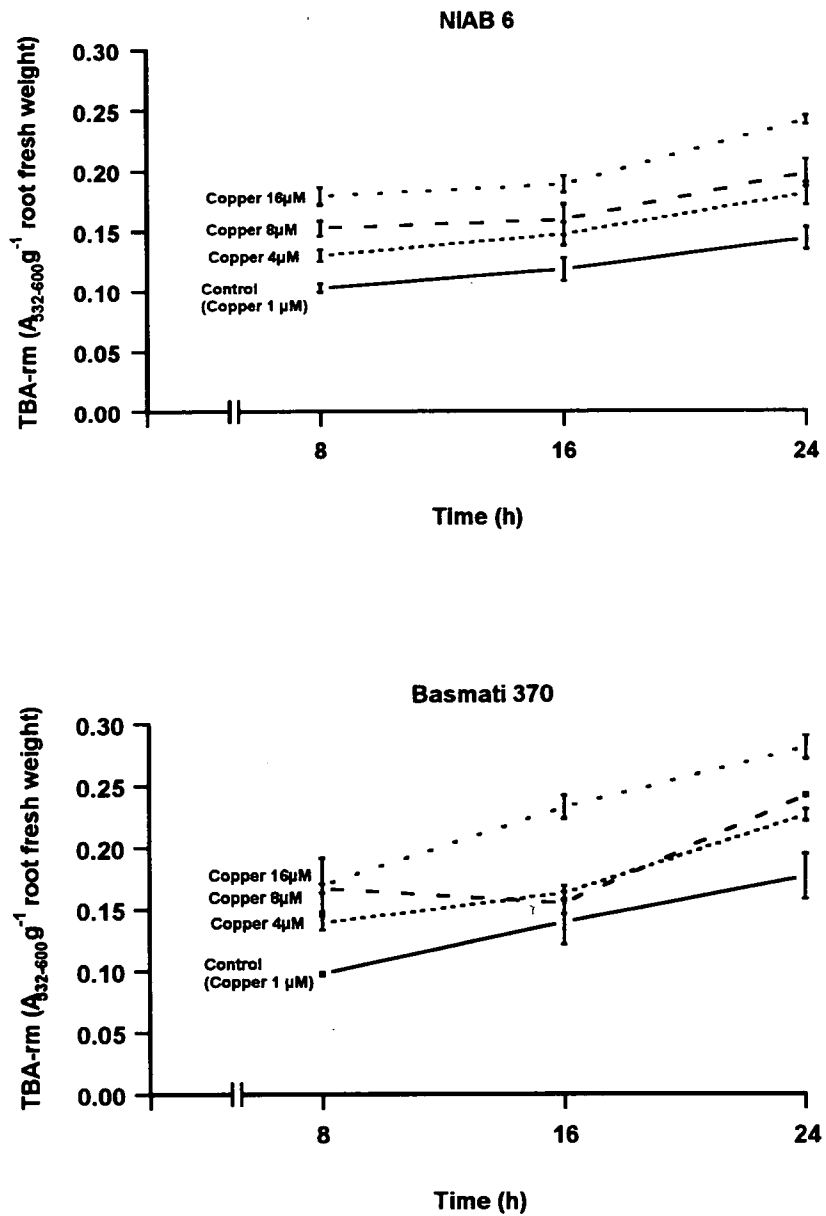 NIAB 6
TBA-rm (A532-600g-1 root fresh weight)
0.30
0.25
0.20
0.15
0.10
0.05
0.00
Copper 16µM
Copper 8µM
Copper 4µM
Control
(Copper 1 µM)
8
16
24
Time (h)
Basmati 370
TBA-rm (A532-600g-1 root fresh weight)
0.30
0.25
0.20
0.15
0.10
0.05
0.00
Copper 16µM
Copper 8µM
Copper 4µM
Control
(Copper 1 µM)
8
16
24
Time (h)